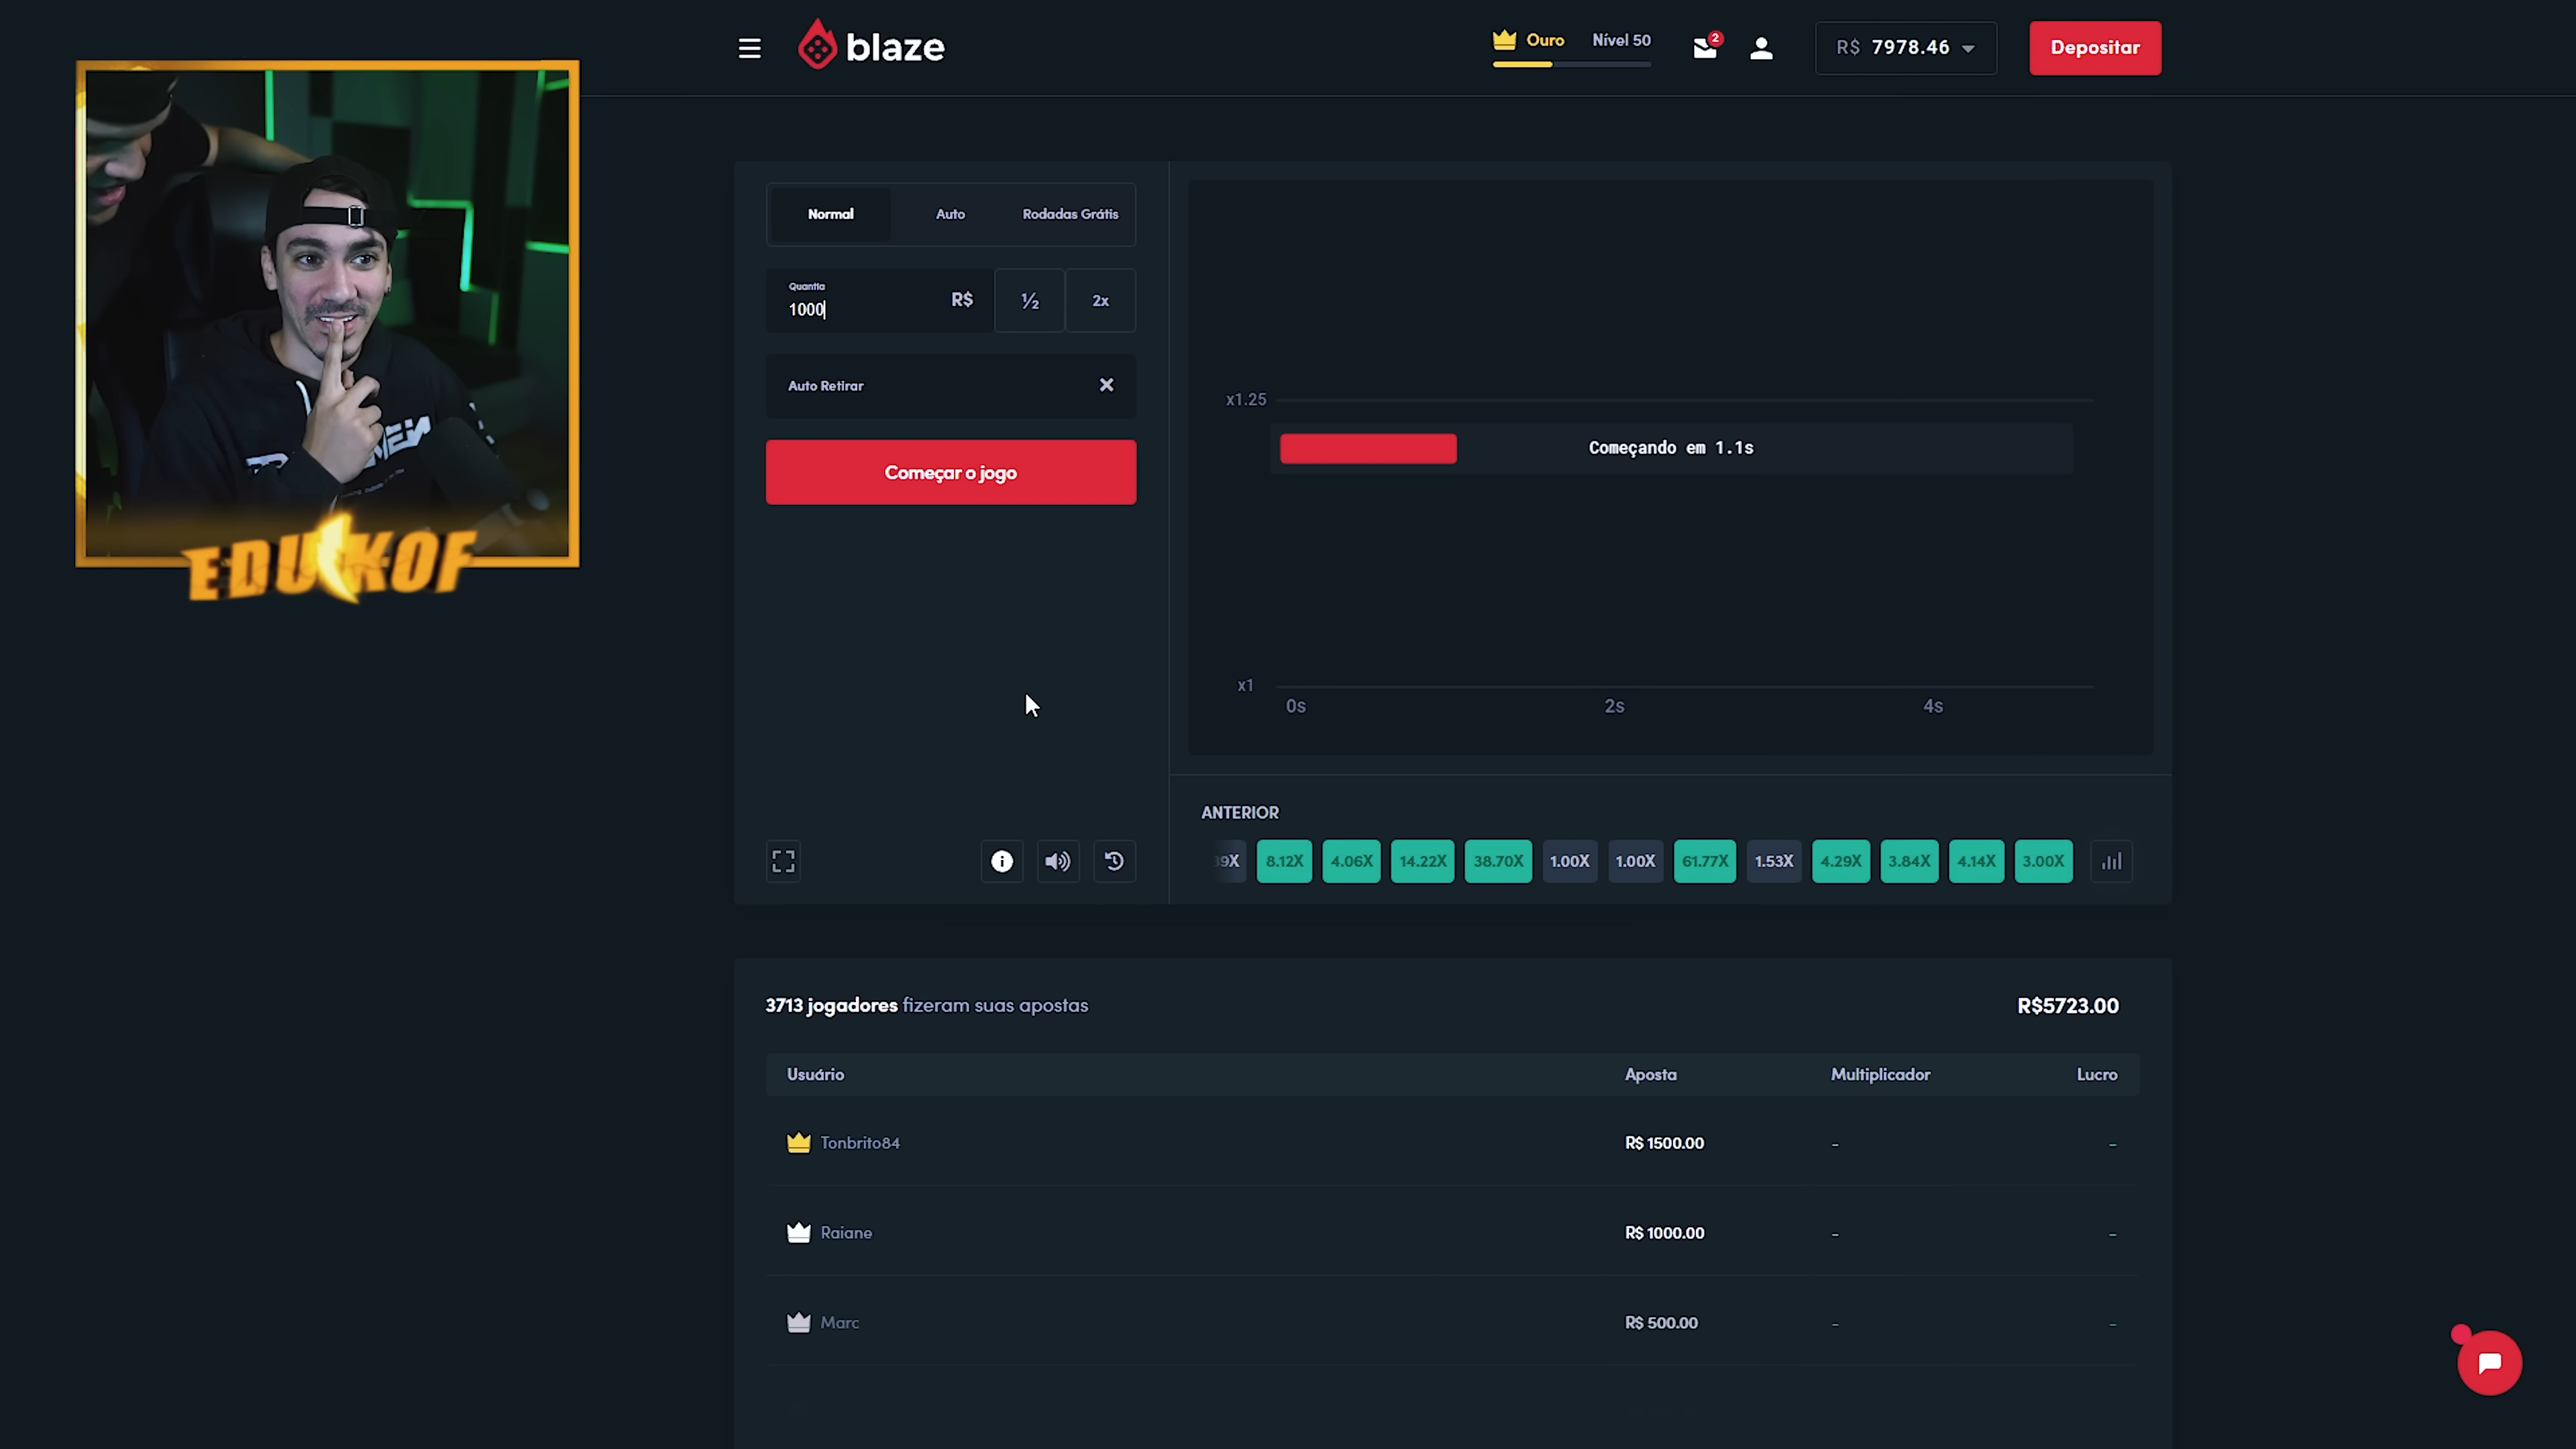 blaze
Ouro Nível 50
2
R$ 7978.46
Depositar
EDUKOF
Normal Auto Rodadas Grátis
Quantia
1000 R$ ½ 2x
Auto Retirar
Começar o jogo
x1.25
Começando em 1.1s
x1
0s 2s 4s
ANTERIOR
39X 8.12X 4.06X 14.22X 38.70X 1.00X 1.00X 61.77X 1.53X 4.29X 3.84X 4.14X 3.00X
3713 jogadores fizeram suas apostas R$5723.00
Usuário Aposta Multiplicador Lucro
Tonbrito84 R$ 1500.00 - -
Raiane R$ 1000.00 - -
Marc R$ 500.00 - -